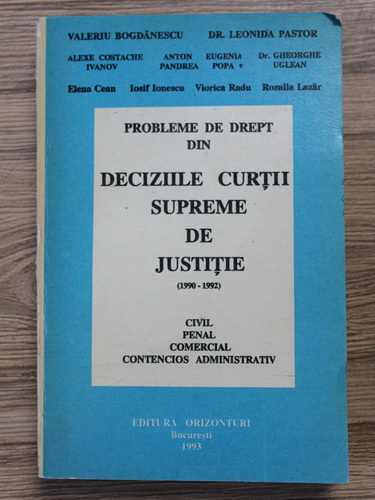 VALERIU BOGDĂNESCU DR. LEONIDA PASTOR
ALEXE COSTACHE IVANOV ANTON PANDREA EUGENIA POPA Dr. GHEORGHE UGLEAN
Elena Cean Iosif Ionescu Viorica Radu Rozalia Lazăr
PROBLEME DE DREPT
DIN
DECIZIILE CURȚII
SUPREME
DE
JUSTIȚIE
(1990 - 1992)
CIVIL
PENAL
COMERCIAL
CONTENCIOS ADMINISTRATIV
EDITURA ORIZONTURI
București
1993